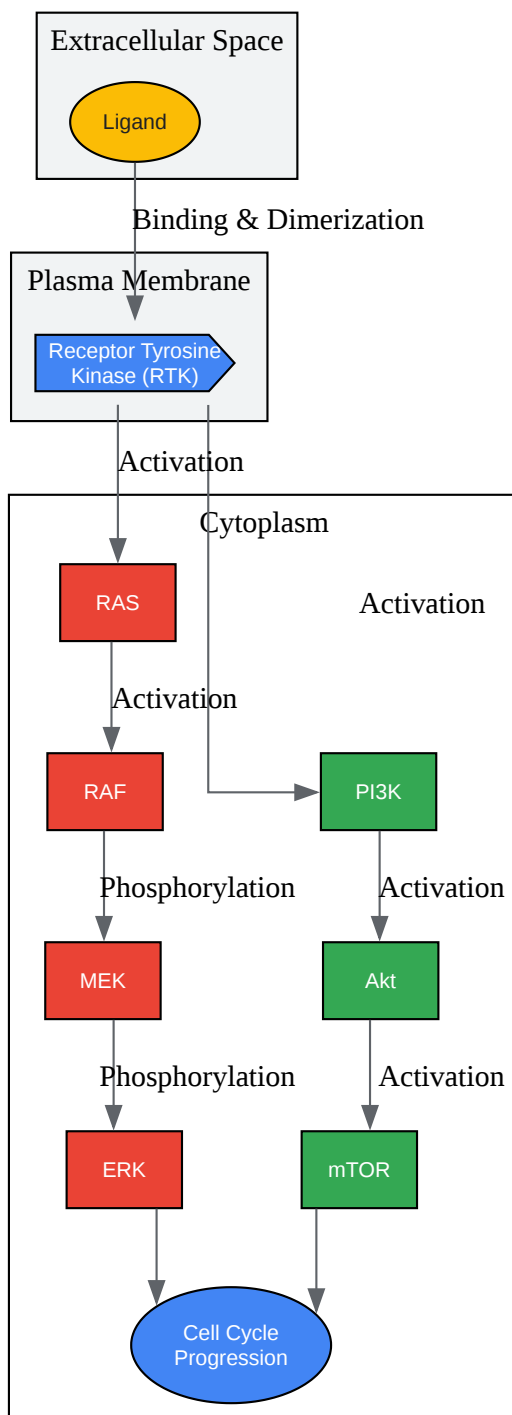 Extracellular Space
Ligand
Binding & Dimerization
Plasma Membrane
Receptor Tyrosine
Kinase (RTK)
Activation
Cytoplasm
RAS
Activation
Activation
RAF
PI3K
Phosphorylation
Activation
MEK
Akt
Phosphorylation
Activation
ERK
mTOR
Cell Cycle
Progression